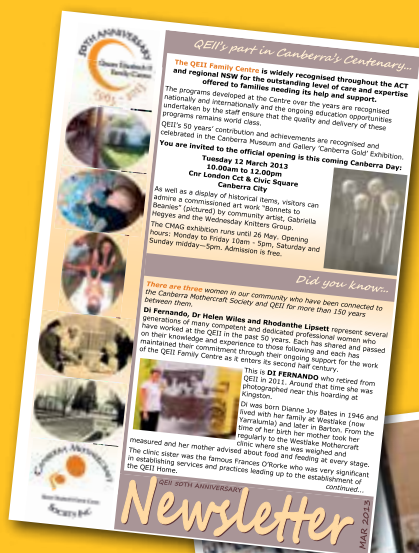 50TH ANNIVERSARY
Queen Elizabeth II
Family Centre
QEII's part in Canberra's Centenary...
The QEII Family Centre is widely recognised throughout the ACT
and regional NSW for the outstanding level of care and expertise
offered to families needing its help and support.
The programs developed at the Centre over the years are recognised
nationally and internationally and the ongoing education opportunities
undertaken by the staff ensure that the quality and delivery of these
programs remains world class.
QEII's 50 years' contribution and achievements are recognised and
celebrated in the Canberra Museum and Gallery 'Canberra Gold' Exhibition.
You are invited to the official opening is this coming Canberra Day:
Tuesday 12 March 2013
10.00am to 12.00pm
Cnr London Cct & Civic Square
Canberra City
As well as a display of historical items, visitors can
admire a commissioned art work "Bonnets to
Beanies" (pictured) by community artist, Gabriella
Hegyes and the Wednesday Knitters Group.
The CMAG exhibition runs until 26 May. Opening
hours: Monday to Friday 10am - 5pm, Saturday and
Sunday midday—5pm. Admission is free.
Did you know...
There are three women in our community who have been connected to
the Canberra Mothercraft Society and QEII for more than 150 years
between them.
Di Fernando, Dr Helen Wiles and Rhodanthe Lipsett represent several
generations of many competent and dedicated professional women who
have worked at the QEII in the past 50 years. Each has shared and passed
on their knowledge and experience to those following and each has
maintained their commitment through their ongoing support for the work
of the QEII Family Centre as it enters its second half century.
This is DI FERNANDO who retired from
QEII in 2011. Around that time she was
photographed near this hoarding at
Kingston.
Di was born Dianne Joy Bates in 1946 and
lived with her family at Westlake (now
Yarralumla) and later in Barton. From the
time of her birth her mother took her
regularly to the Westlake Mothercraft
clinic where she was weighed and
measured and her mother advised about food and feeding at every stage.
The clinic sister was the famous Frances O'Rorke who was very significant
in establishing services and practices leading up to the establishment of
the QEII Home.
continued...
SOCIETY INC
QEII 50TH ANNIVERSARY
Newsletter
MAR 2013